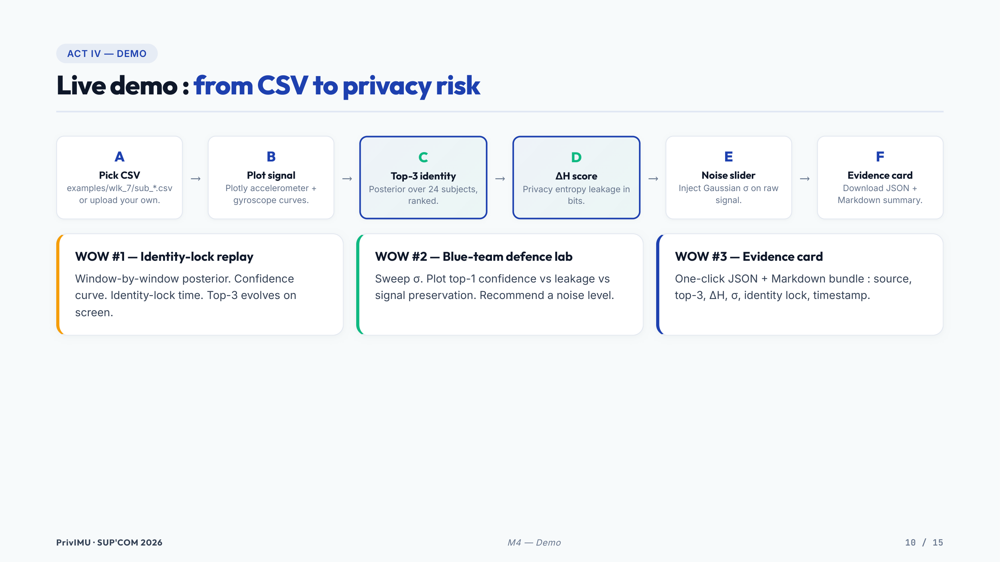 ACT IV — DEMO
Live demo : from CSV to privacy risk
A
Pick CSV
examples/wlk_7/sub_*.csv
or upload your own.
→
B
Plot signal
Plotly accelerometer +
gyroscope curves.
→
C
Top-3 identity
Posterior over 24 subjects,
ranked.
→
D
ΔH score
Privacy entropy leakage in
bits.
→
E
Noise slider
Inject Gaussian σ on raw
signal.
→
F
Evidence card
Download JSON +
Markdown summary.
WOW #1 — Identity-lock replay
Window-by-window posterior. Confidence
curve. Identity-lock time. Top-3 evolves on
screen.
WOW #2 — Blue-team defence lab
Sweep σ. Plot top-1 confidence vs leakage vs
signal preservation. Recommend a noise level.
WOW #3 — Evidence card
One-click JSON + Markdown bundle : source,
top-3, ΔH, σ, identity lock, timestamp.
PrivIMU · SUP'COM 2026
M4 — Demo
10 / 15